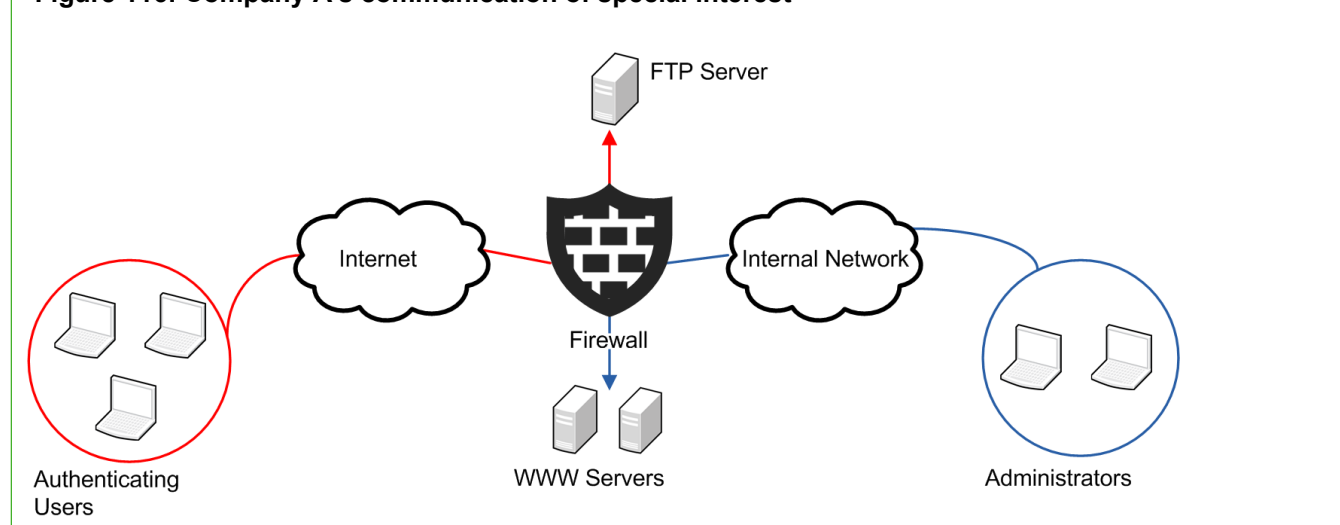 FTP Server
Internet
Internal Network
Firewall
WWW Servers
Authenticating
Users
Administrators